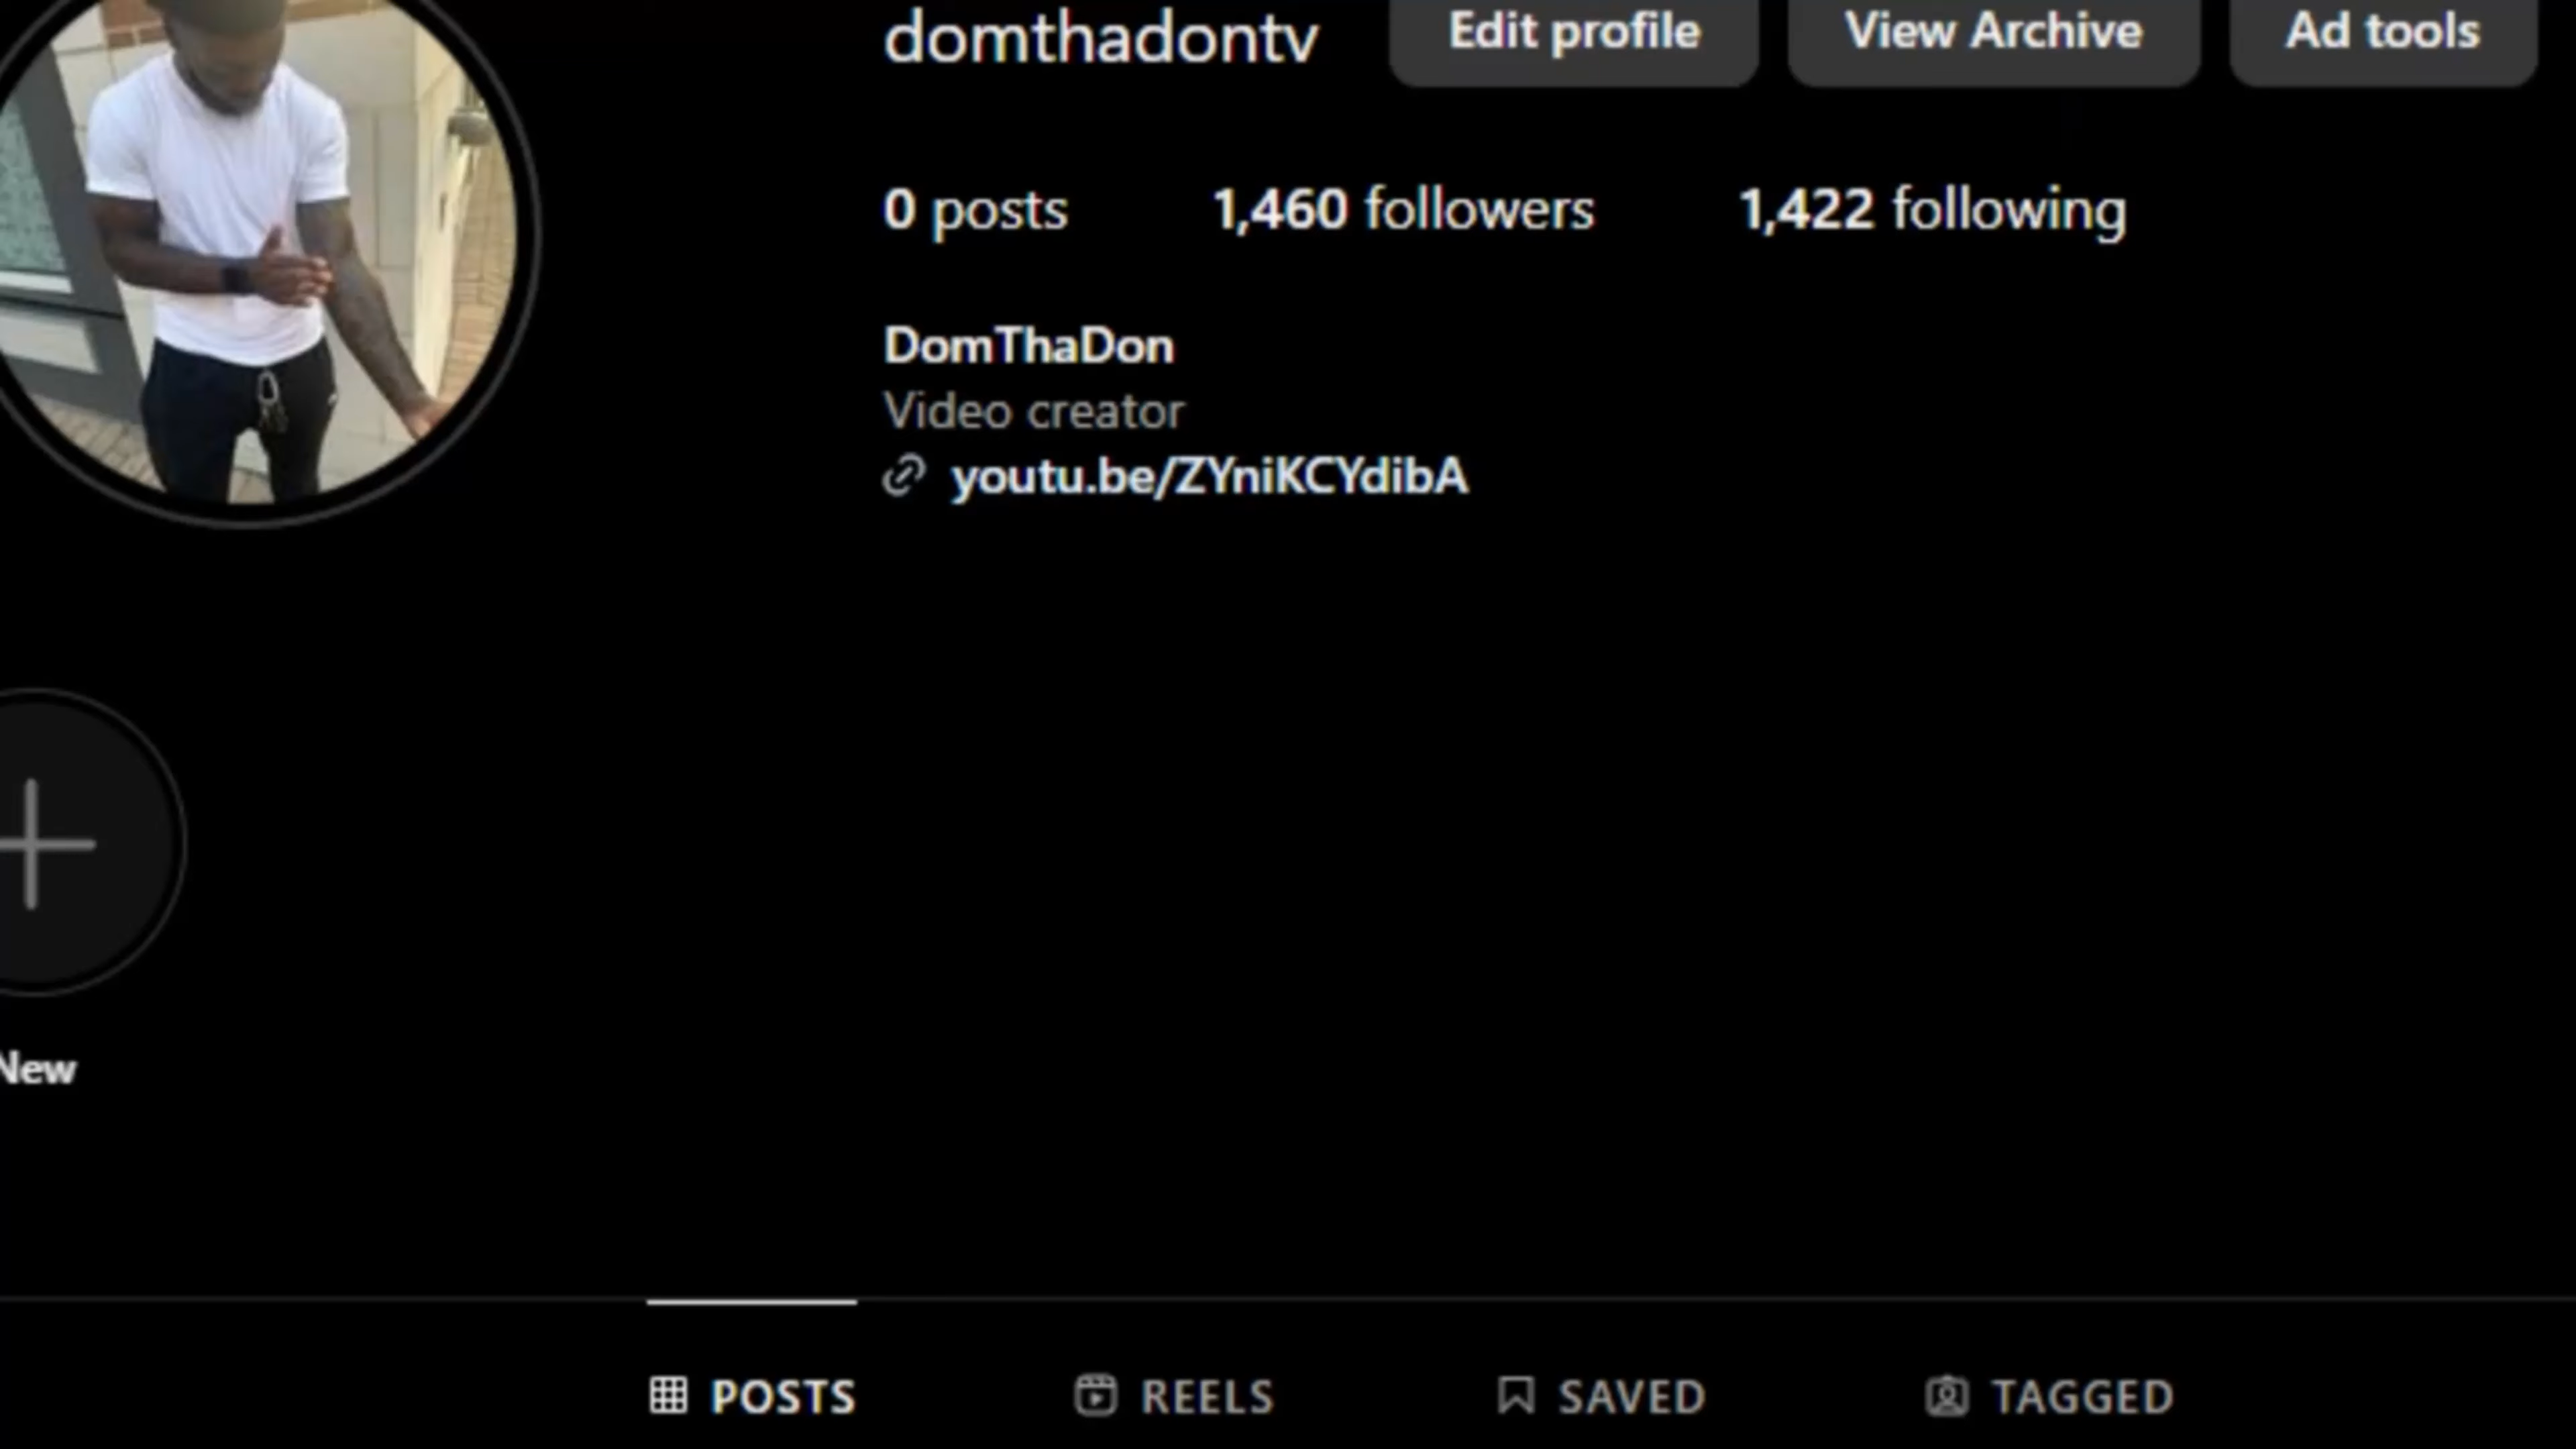 domthadontv Edit profile View Archive Ad tools
0 posts 1,460 followers 1,422 following
DomThaDon
Video creator
youtu.be/ZYniKCYdibA
New
POSTS REELS SAVED TAGGED